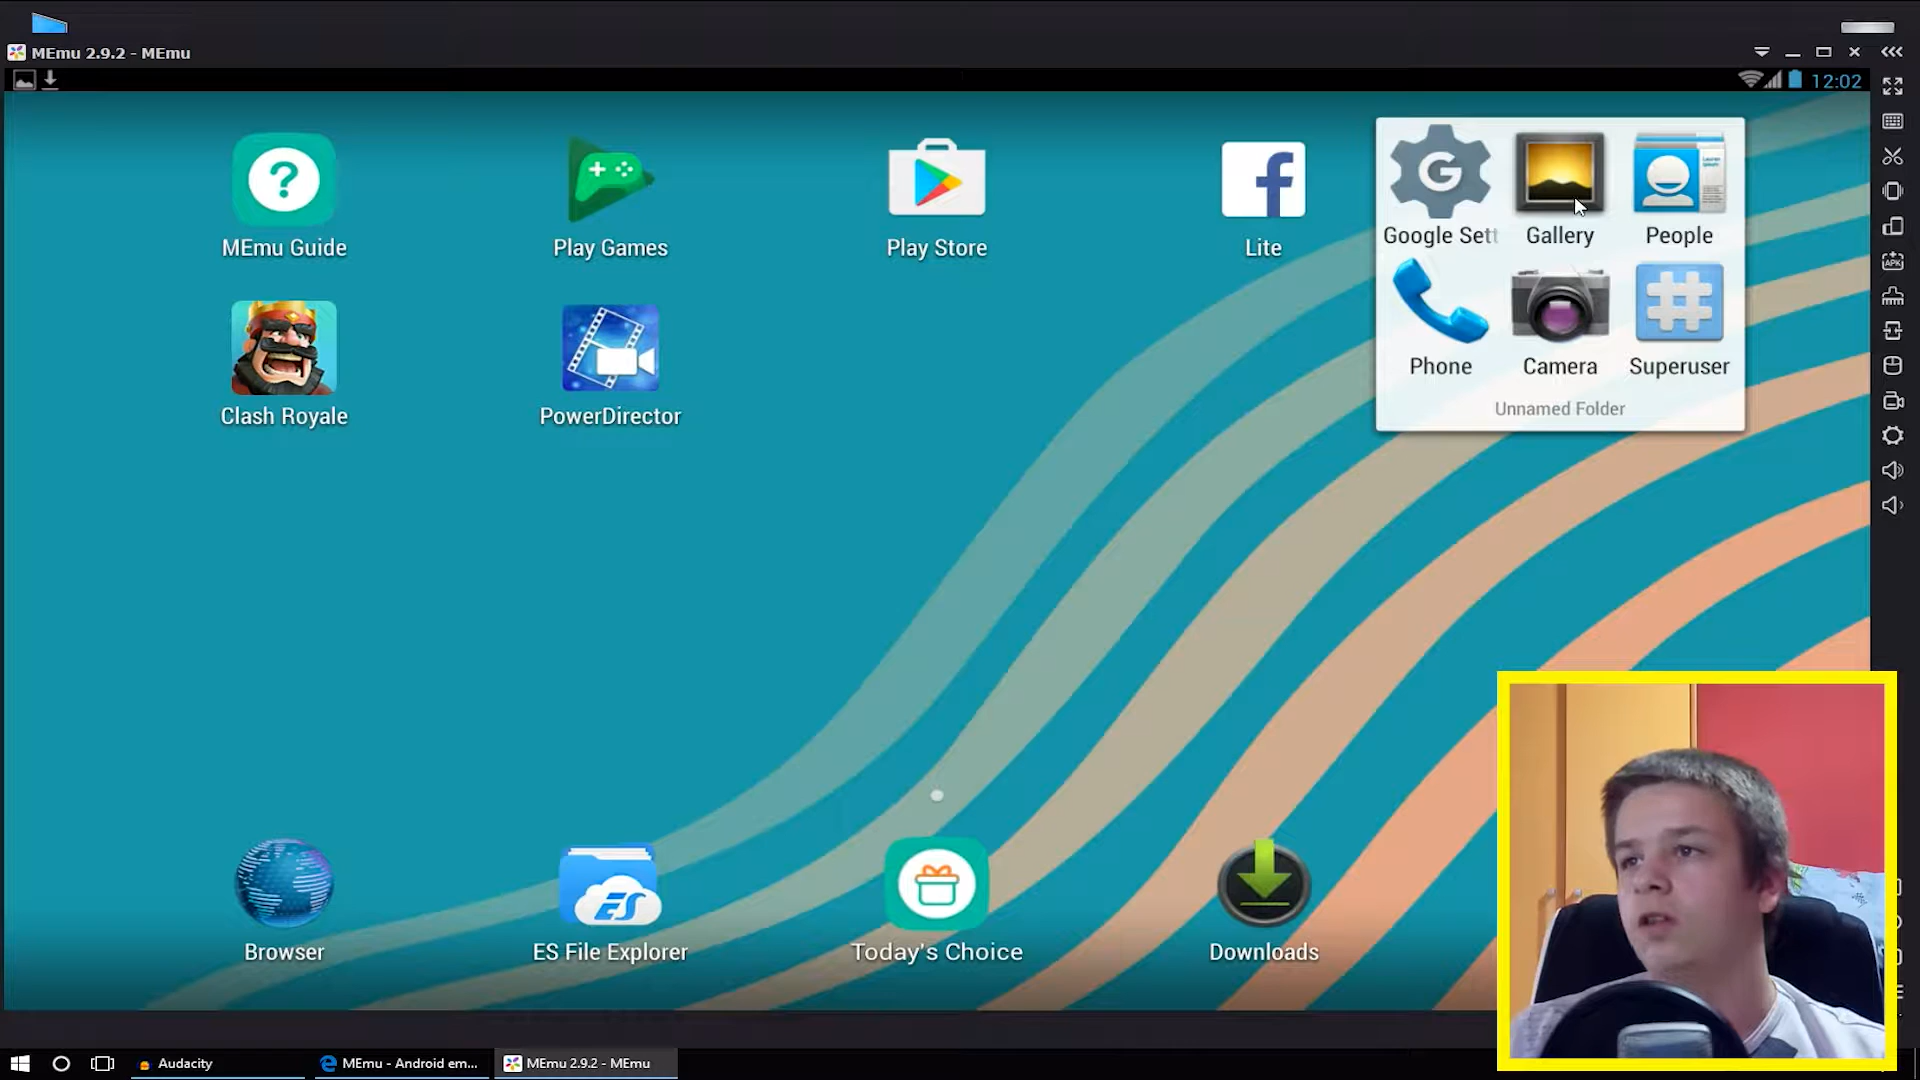 MEmu 2.9.2 - MEmu
12:02
MEmu Guide
Play Games
Play Store
Lite
Google Sett
Gallery
People
APK
Clash Royale
PowerDirector
Phone
Camera
Superuser
Unnamed Folder
ES
Browser
ES File Explorer
Today's Choice
Downloads
Audacity
MEmu - Android em...
MEmu 2.9.2 - MEmu